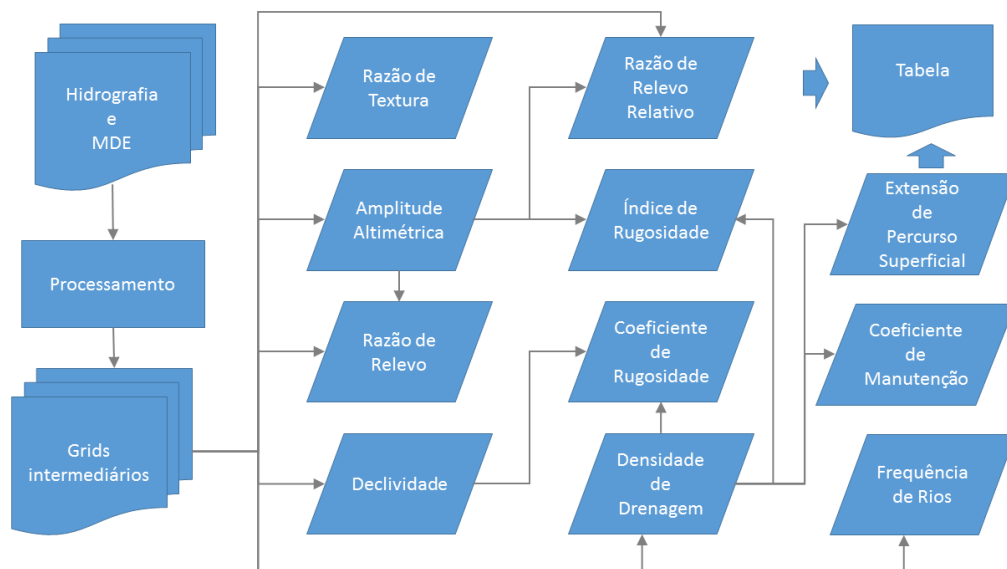 Hidrografia
e
MDE
Processamento
Grids
intermediários
Razão de
Textura
Amplitude
Altimétrica
Razão de
Relevo
Declividade
Razão de
Relevo
Relativo
Índice de
Rugosidade
Coeficiente
de
Rugosidade
Densidade
de
Drenagem
Tabela
Extensão
de
Percurso
Superficial
Coeficiente
de
Manutenção
Frequência
de Rios